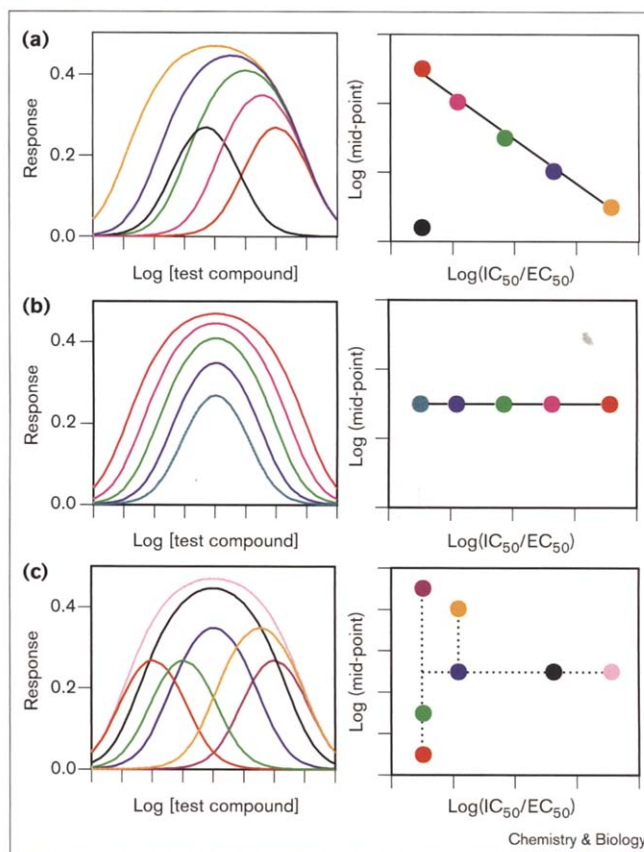 (a)
0.4
Response
0.2
0.0
Log [test compound]
Log (mid-point)
Log(IC50/EC50)
(b)
0.4
Response
0.2
0.0
Log [test compound]
Log (mid-point)
Log(IC50/EC50)
(c)
0.4
Response
0.2
0.0
Log [test compound]
Log (mid-point)
Log(IC50/EC50)
Chemistry & Biology